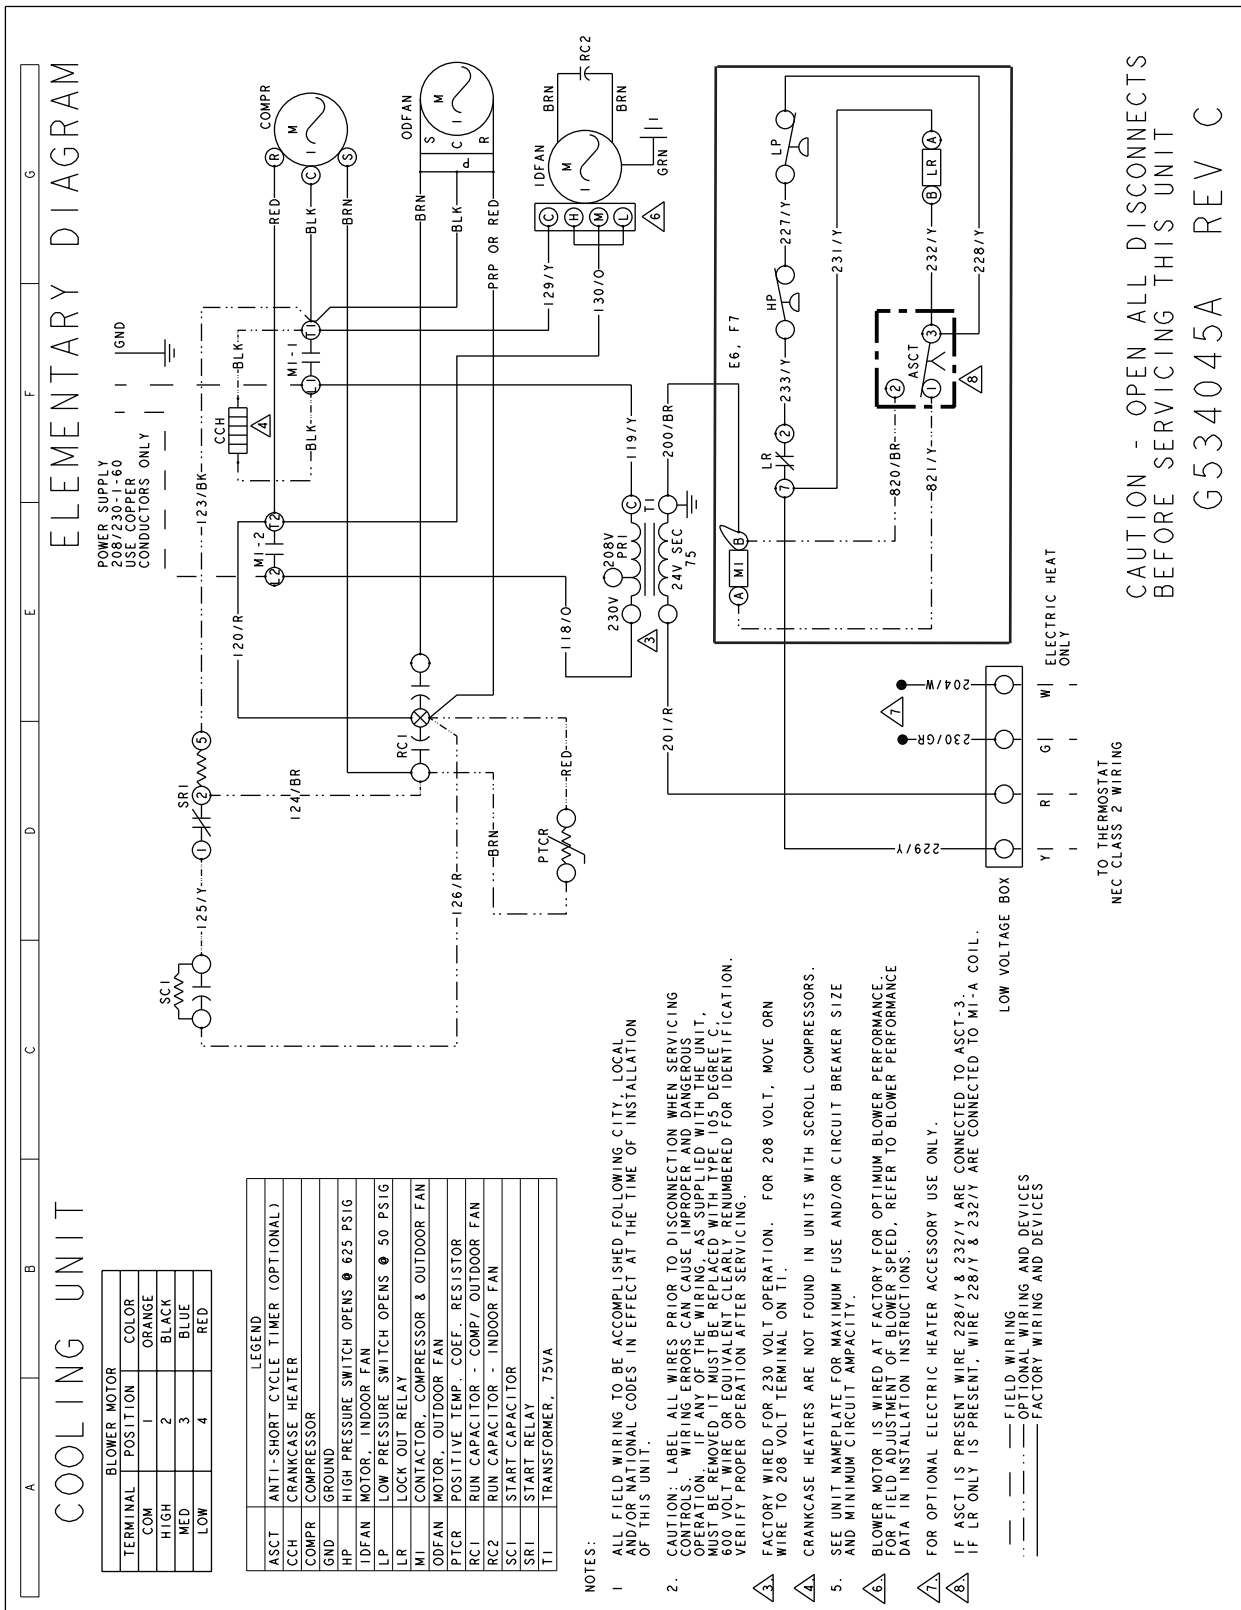 COOLING UNIT
ELEMENTARY DIAGRAM
A B C D E F G
BLOWER MOTOR
TERMINAL POSITION COLOR
COM 1 ORANGE
HIGH 2 BLACK
MED 3 BLUE
LOW 4 RED
LEGEND
ASCT ANTI-SHORT CYCLE TIMER (OPTIONAL)
CCH CRANKCASE HEATER
COMPR COMPRESSOR
GND GROUND
HP HIGH PRESSURE SWITCH OPENS @ 625 PSIG
IDFAN MOTOR, INDOOR FAN
LP LOW PRESSURE SWITCH OPENS @ 50 PSIG
LR LOCK OUT RELAY
M1 CONTACTOR, COMPRESSOR & OUTDOOR FAN
ODFAN MOTOR, OUTDOOR FAN
PTCR POSITIVE TEMP. COEF. RESISTOR
RC1 RUN CAPACITOR - COMP/ OUTDOOR FAN
RC2 RUN CAPACITOR - INDOOR FAN
SC1 START CAPACITOR
SR1 START RELAY
T1 TRANSFORMER, 75VA
NOTES:
1 ALL FIELD WIRING TO BE ACCOMPLISHED FOLLOWING CITY, LOCAL
AND/OR NATIONAL CODES IN EFFECT AT THE TIME OF INSTALLATION
OF THIS UNIT.
2. CAUTION: LABEL ALL WIRES PRIOR TO DISCONNECTION WHEN SERVICING
CONTROLS. WIRING ERRORS CAN CAUSE IMPROPER AND DANGEROUS
OPERATION. IF ANY OF THE WIRING, AS SUPPLIED WITH THE UNIT,
MUST BE REMOVED IT MUST BE REPLACED WITH TYPE 105 DEGREE C,
600 VOLT WIRE OR EQUIVALENT CLEARLY RENUMBERED FOR IDENTIFICATION.
VERIFY PROPER OPERATION AFTER SERVICING.
3. FACTORY WIRED FOR 230 VOLT OPERATION. FOR 208 VOLT, MOVE ORN
WIRE TO 208 VOLT TERMINAL ON T1.
4. CRANKCASE HEATERS ARE NOT FOUND IN UNITS WITH SCROLL COMPRESSORS.
5. SEE UNIT NAMEPLATE FOR MAXIMUM FUSE AND/OR CIRCUIT BREAKER SIZE
AND MINIMUM CIRCUIT AMPACITY.
6. BLOWER MOTOR IS WIRED AT FACTORY FOR OPTIMUM BLOWER PERFORMANCE.
FOR FIELD ADJUSTMENT OF BLOWER SPEED, REFER TO BLOWER PERFORMANCE
DATA IN INSTALLATION INSTRUCTIONS.
7. FOR OPTIONAL ELECTRIC HEATER ACCESSORY USE ONLY.
8. IF ASCT IS PRESENT WIRE 228/Y & 232/Y ARE CONNECTED TO ASCT-3.
IF LR ONLY IS PRESENT, WIRE 228/Y & 232/Y ARE CONNECTED TO M1-A COIL.
FIELD WIRING
OPTIONAL WIRING AND DEVICES
FACTORY WIRING AND DEVICES
POWER SUPPLY
208/230-1-60
USE COPPER
CONDUCTORS ONLY
GND
SC1
125/Y
1
SR1
2
5
123/BK
124/BR
126/R
120/R
CCH
4
BLK
BLK
L1
M1-1
T1
L2
M1-2
T2
RED
BLK
BRN
R
C
S
COMPR
M
RC1
BRN
BLK
PRP OR RED
ODFAN
S
C
R
P
M
BRN
PTCR
RED
118/O
119/Y
129/Y
130/O
IDFAN
C
H
M
L
6
M
BRN
BRN
RC2
GRN
230V
208V
PRI
C
3
24V SEC
75
T1
200/BR
201/R
E6, F7
A
M1
B
7
LR
2
233/Y
HP
227/Y
LP
231/Y
820/BR
821/Y
2
1
ASCT
3
8
232/Y
228/Y
B
LR
A
229/Y
230/GR
204/W
7
LOW VOLTAGE BOX
Y
R
G
W
ELECTRIC HEAT
ONLY
TO THERMOSTAT
NEC CLASS 2 WIRING
CAUTION - OPEN ALL DISCONNECTS
BEFORE SERVICING THIS UNIT
G534045A REV C